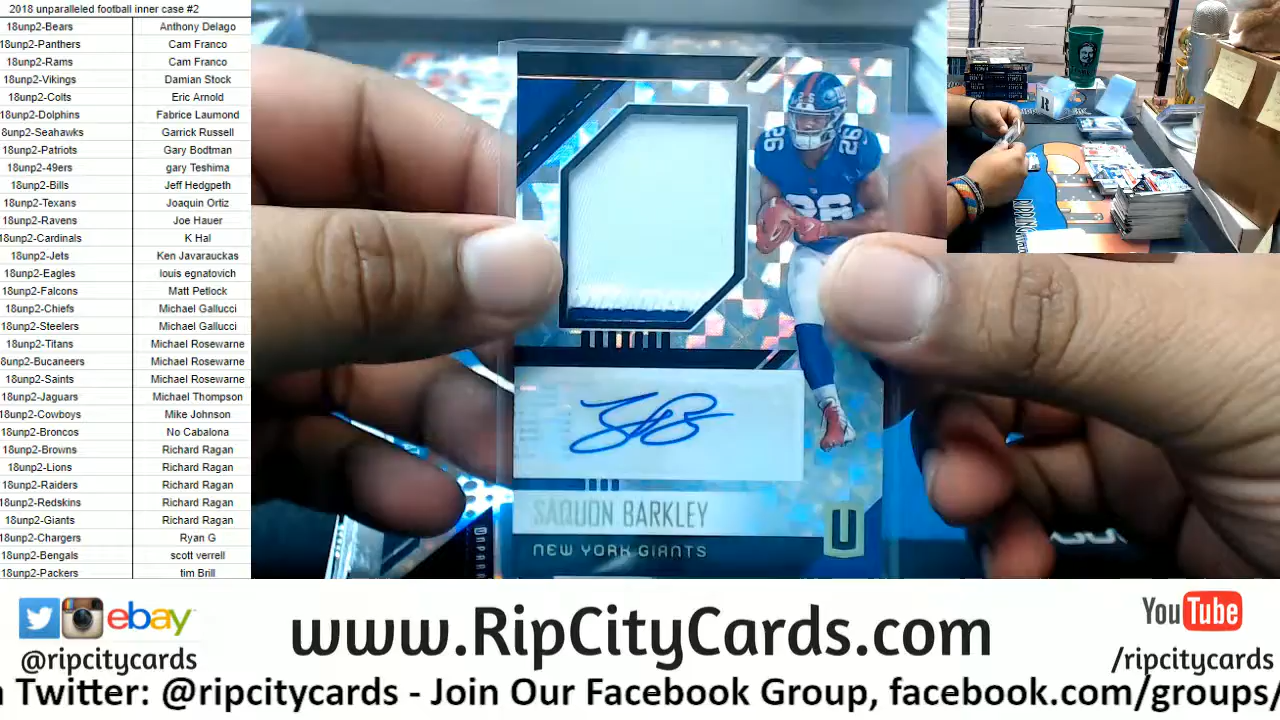 2018 unparalleled football inner case #2
18unp2-Bears Anthony Delago
18unp2-Panthers Cam Franco
18unp2-Rams Cam Franco
18unp2-Vikings Damian Stock
18unp2-Colts Eric Arnold
18unp2-Dolphins Fabrice Laumond
8unp2-Seahawks Garrick Russell
18unp2-Patriots Gary Bodtman
18unp2-49ers gary Teshima
18unp2-Bills Jeff Hedgpeth
18unp2-Texans Joaquin Ortiz
18unp2-Ravens Joe Hauer
18unp2-Cardinals K Hal
18unp2-Jets Ken Javarauckas
18unp2-Eagles louis egnatovich
18unp2-Falcons Matt Petlock
18unp2-Chiefs Michael Gallucci
18unp2-Steelers Michael Gallucci
18unp2-Titans Michael Rosewarne
18unp2-Bucaneers Michael Rosewarne
18unp2-Saints Michael Rosewarne
18unp2-Jaguars Michael Thompson
18unp2-Cowboys Mike Johnson
18unp2-Broncos No Cabalona
18unp2-Browns Richard Ragan
18unp2-Lions Richard Ragan
18unp2-Raiders Richard Ragan
18unp2-Redskins Richard Ragan
18unp2-Giants Richard Ragan
18unp2-Chargers Ryan G
18unp2-Bengals scott verrell
18unp2-Packers tim Brill
26 26
26
SAQUON BARKLEY
NEW YORK GIANTS
U
ebay
@ripcitycards
www.RipCityCards.com
YouTube
/ripcitycards
Twitter: @ripcitycards - Join Our Facebook Group, facebook.com/groups/